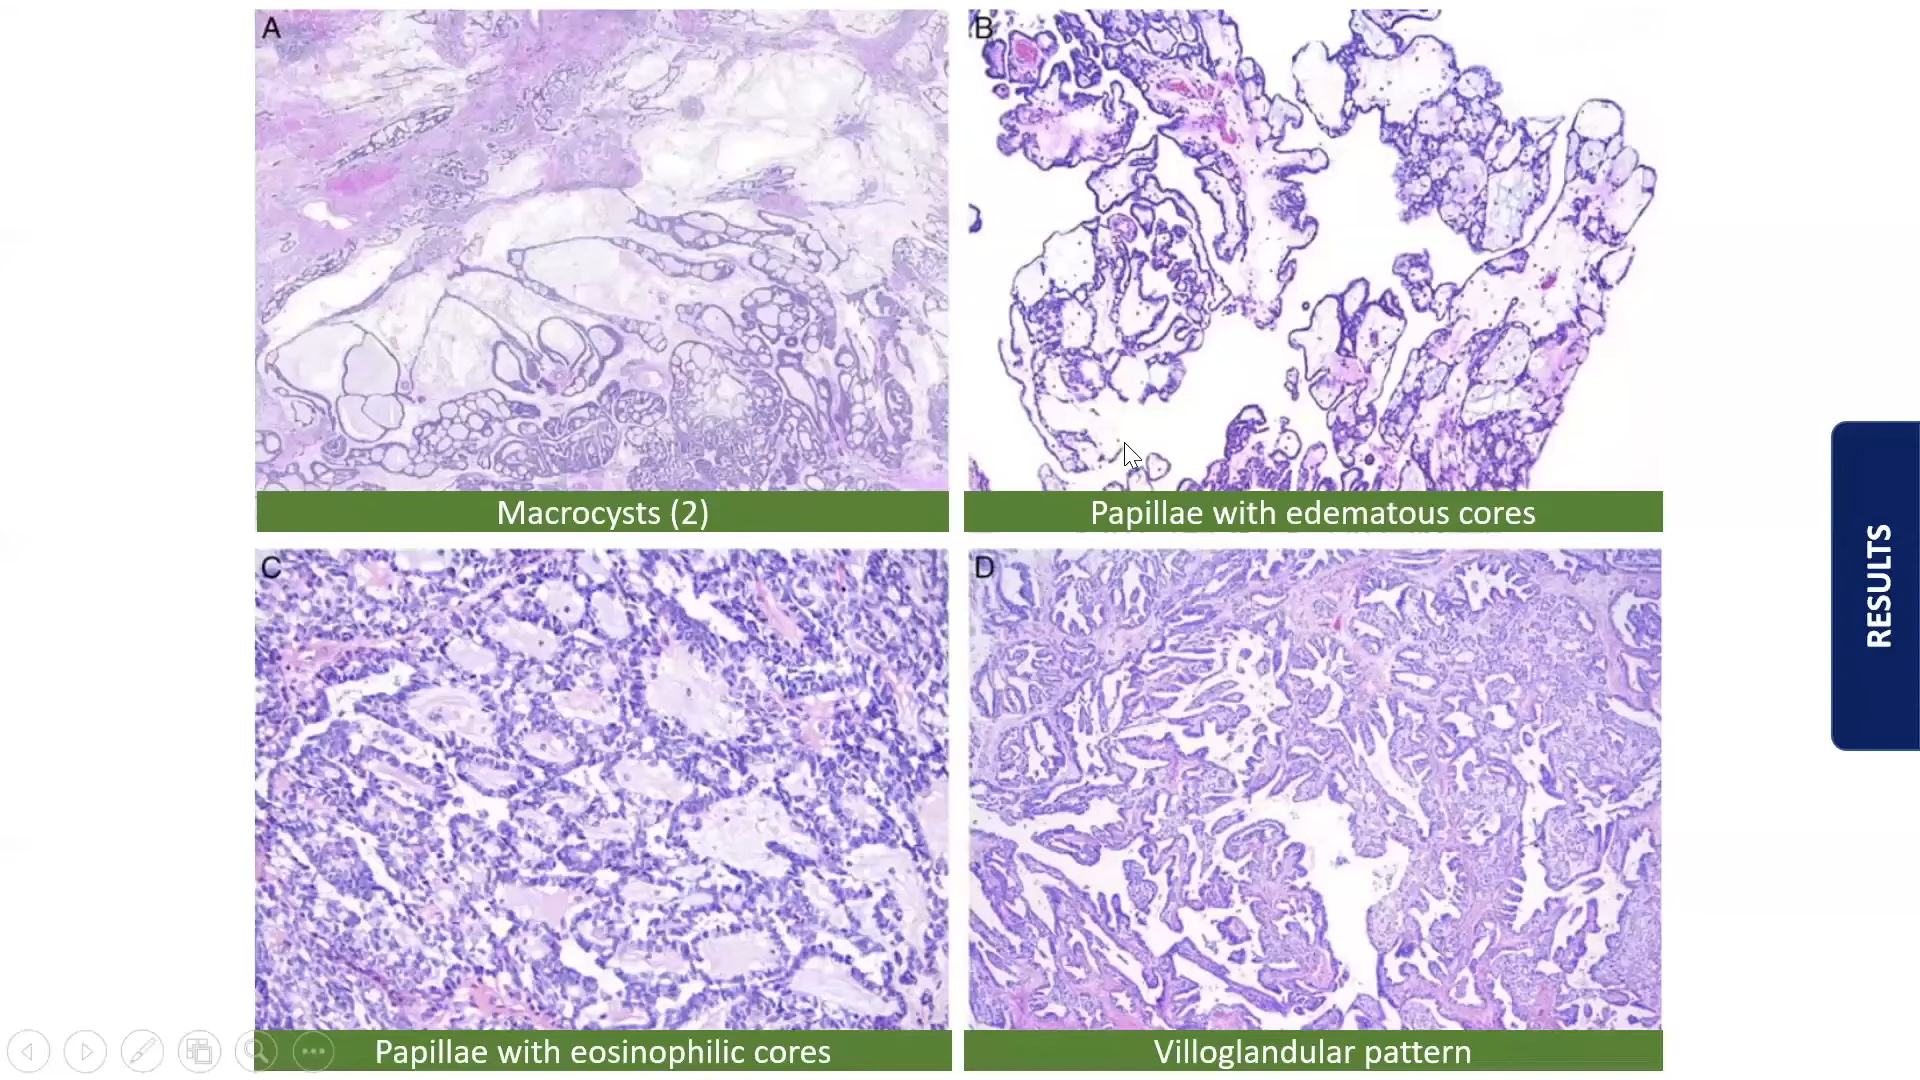 A
B
Macrocysts (2)
Papillae with edematous cores
C
D
Papillae with eosinophilic cores
Villoglandular pattern
RESULTS